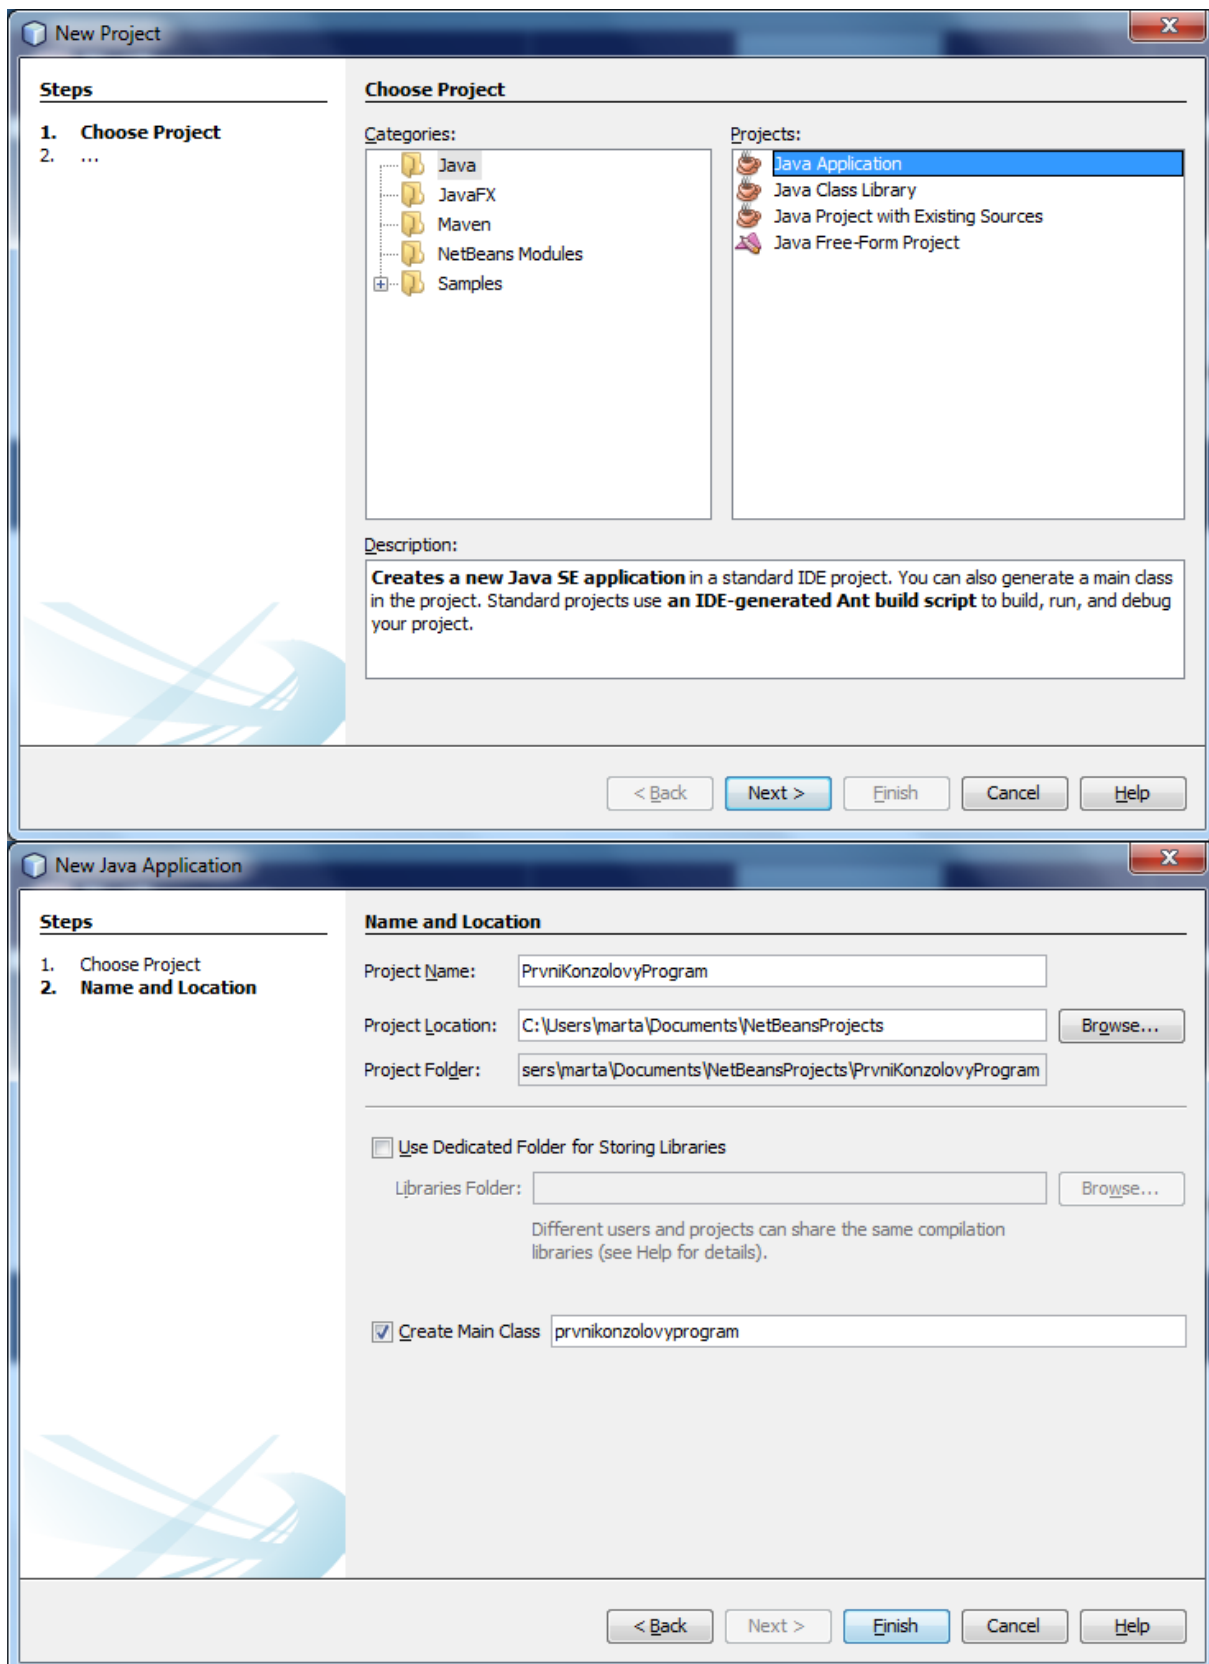 New Project
Steps
1. Choose Project
2. ...
Choose Project
Categories:
Java
JavaFX
Maven
NetBeans Modules
Samples
Projects:
Java Application
Java Class Library
Java Project with Existing Sources
Java Free-Form Project
Description:
Creates a new Java SE application in a standard IDE project. You can also generate a main class
in the project. Standard projects use an IDE-generated Ant build script to build, run, and debug
your project.
< Back
Next >
Finish
Cancel
Help
New Java Application
Steps
1. Choose Project
2. Name and Location
Name and Location
Project Name: PrvniKonzolovyProgram
Project Location: C:\Users\marta\Documents\NetBeansProjects Browse...
Project Folder: sers\marta\Documents\NetBeansProjects\PrvniKonzolovyProgram
Use Dedicated Folder for Storing Libraries
Libraries Folder: Browse...
Different users and projects can share the same compilation
libraries (see Help for details).
Create Main Class prvnikonzolovyprogram
< Back
Next >
Finish
Cancel
Help